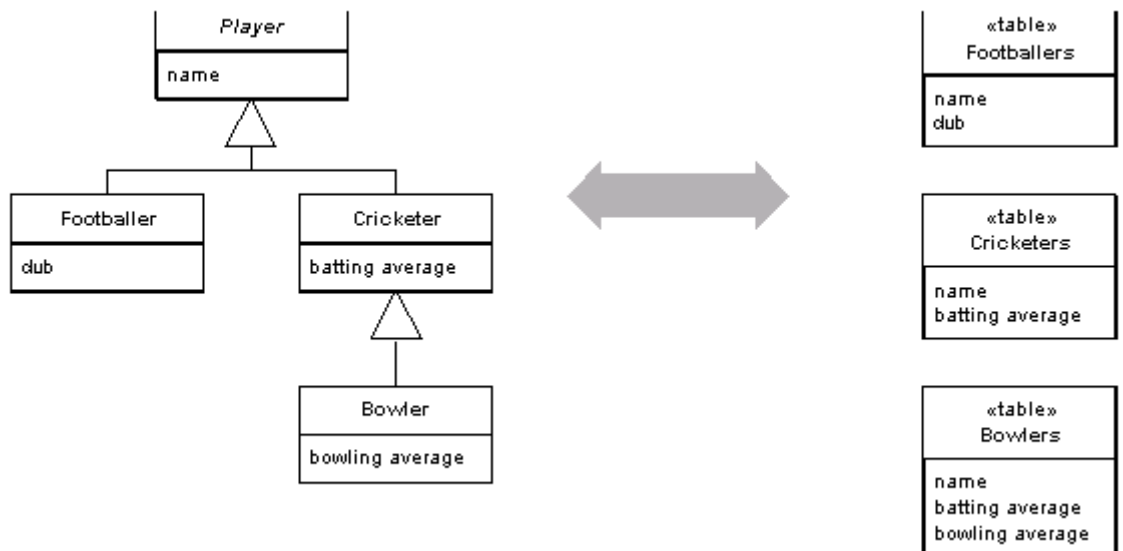 Player
name
Footballer
club
Cricketer
batting average
Bowler
bowling average
«table»
Footballers
name
club
«table»
Cricketers
name
batting average
«table»
Bowlers
name
batting average
bowling average